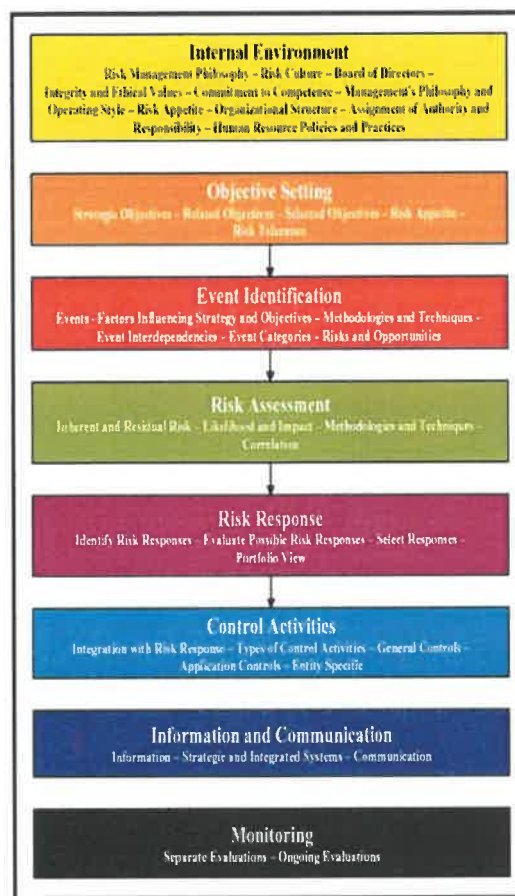 Internal Environment
Risk Management Philosophy – Risk Culture – Board of Directors –
Integrity and Ethical Values – Commitment to Competence – Management's Philosophy and
Operating Style – Risk Appetite – Organizational Structure – Assignment of Authority and
Responsibility – Human Resource Policies and Practices
Objective Setting
Strategic Objectives – Related Objectives – Selected Objectives – Risk Appetite –
Risk Tolerance
Event Identification
Events - Factors Influencing Strategy and Objectives – Methodologies and Techniques -
Event Interdependencies - Event Categories - Risks and Opportunities
Risk Assessment
Inherent and Residual Risk – Likelihood and Impact – Methodologies and Techniques –
Correlation
Risk Response
Identify Risk Responses – Evaluate Possible Risk Responses – Select Responses –
Portfolio View
Control Activities
Integration with Risk Response – Types of Control Activities – General Controls –
Application Controls – Entity Specific
Information and Communication
Information – Strategic and Integrated Systems – Communication
Monitoring
Separate Evaluations – Ongoing Evaluations